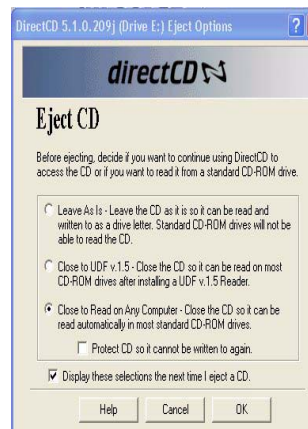 DirectCD 5.1.0.209j (Drive E:) Eject Options
?
directCD
Eject CD
Before ejecting, decide if you want to continue using DirectCD to
access the CD or if you want to read it from a standard CD-ROM drive.
Leave As Is - Leave the CD as it is so it can be read and
written to as a drive letter. Standard CD-ROM drives will not be
able to read the CD.
Close to UDF v.1.5 - Close the CD so it can be read on most
CD-ROM drives after installing a UDF v.1.5 Reader.
Close to Read on Any Computer - Close the CD so it can be
read automatically in most standard CD-ROM drives.
Protect CD so it cannot be written to again.
Display these selections the next time I eject a CD.
Help
Cancel
OK